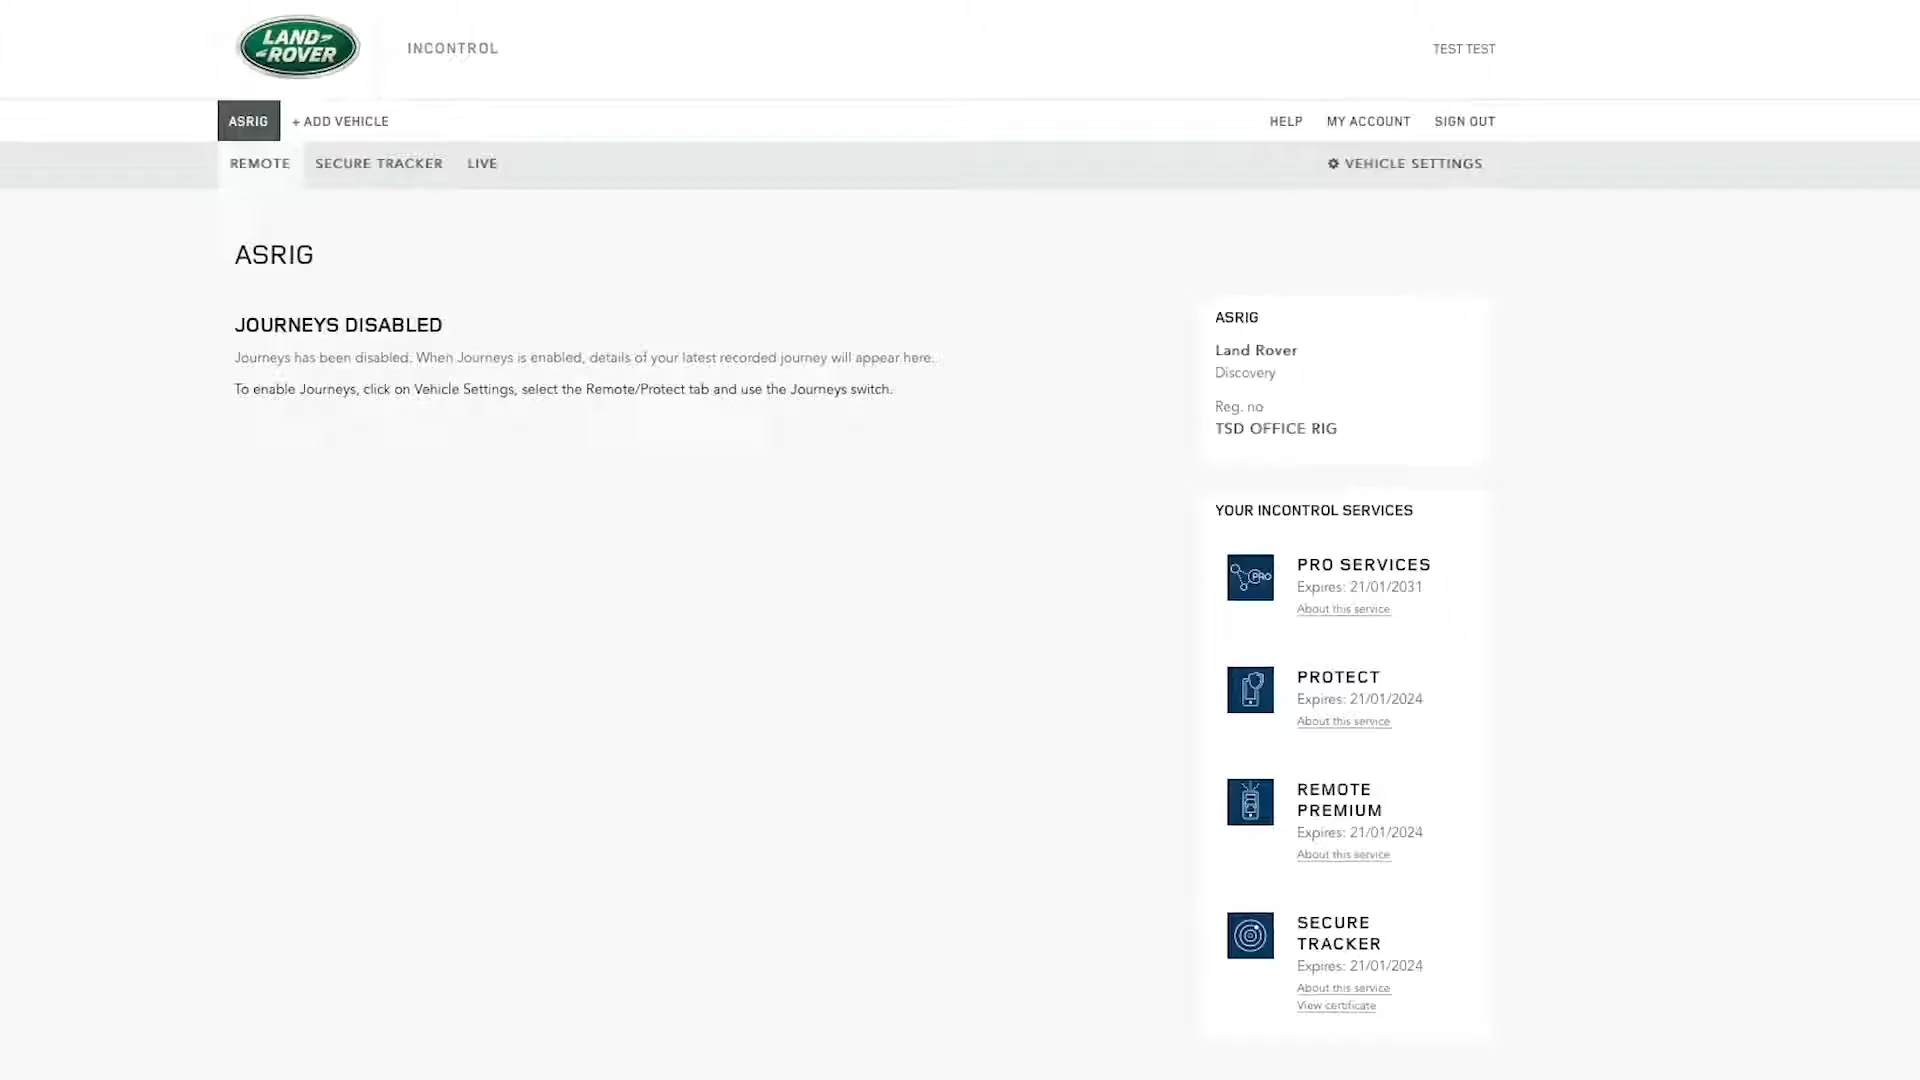 LAND
ROVER
INCONTROL
TEST TEST
ASRIG
+ ADD VEHICLE
HELP
MY ACCOUNT
SIGN OUT
REMOTE
SECURE TRACKER
LIVE
VEHICLE SETTINGS
ASRIG
JOURNEYS DISABLED
Journeys has been disabled. When Journeys is enabled, details of your latest recorded journey will appear here.
To enable Journeys, click on Vehicle Settings, select the Remote/Protect tab and use the Journeys switch.
ASRIG
Land Rover
Discovery
Reg. no
TSD OFFICE RIG
YOUR INCONTROL SERVICES
PRO
PRO SERVICES
Expires: 21/01/2031
About this service
PROTECT
Expires: 21/01/2024
About this service
REMOTE
PREMIUM
Expires: 21/01/2024
About this service
SECURE
TRACKER
Expires: 21/01/2024
About this service
View certificate